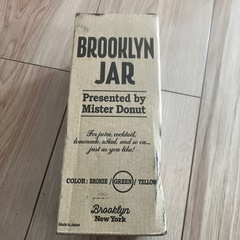 BROOKLYN
JAR
Presented by
Mister Donut
For juice, cocktail,
lemonade, salad, and so on...
just as you like!
COLOR: BRONZE / GREEN / YELLOW
Brooklyn
New York
Made in Japan